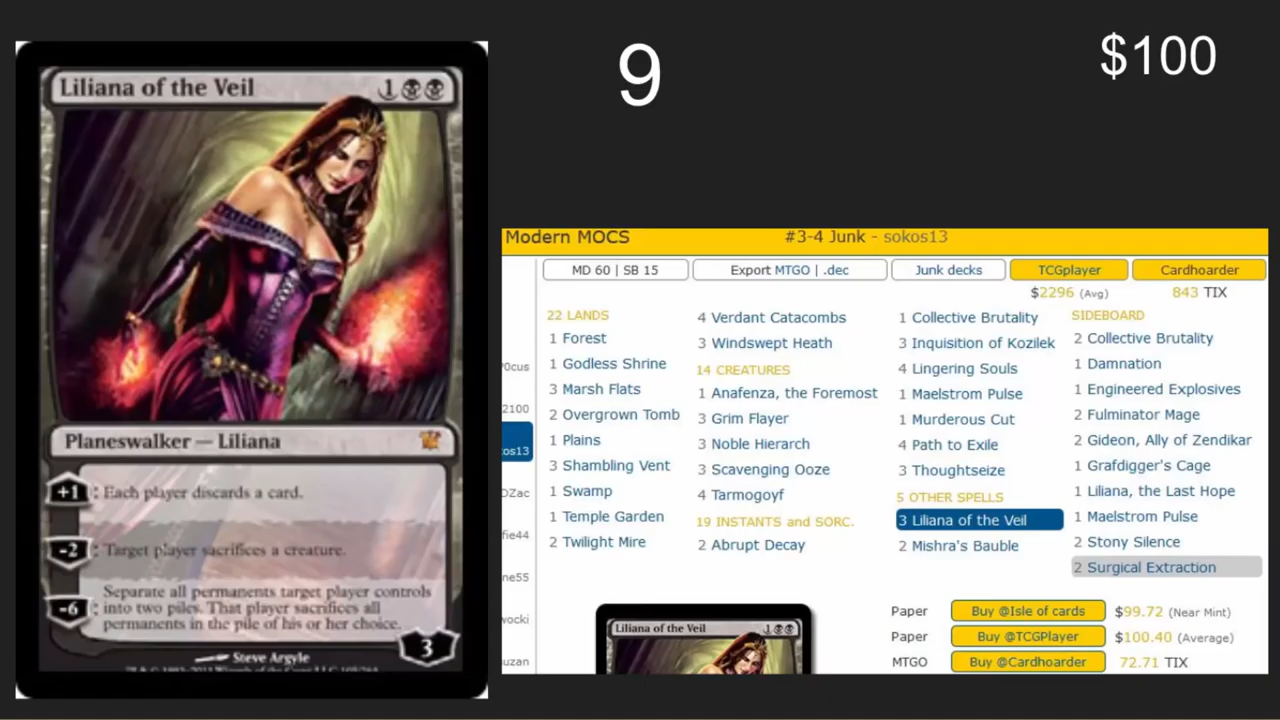 Liliana of the Veil 1
Planeswalker — Liliana
+1 : Each player discards a card.
-2 : Target player sacrifices a creature.
-6 : Separate all permanents target player controls
into two piles. That player sacrifices all
permanents in the pile of his or her choice.
Steve Argyle
3
9
$100
Modern MOCS #3-4 Junk - sokos13
MD 60 | SB 15
Export MTGO | .dec
Junk decks
TCGplayer
Cardhoarder
$2296 (Avg)
843 TIX
2100
os13
DZac
fie44
ne55
vocki
uzan
22 LANDS
1 Forest
1 Godless Shrine
3 Marsh Flats
2 Overgrown Tomb
1 Plains
3 Shambling Vent
1 Swamp
1 Temple Garden
2 Twilight Mire
4 Verdant Catacombs
3 Windswept Heath
14 CREATURES
1 Anafenza, the Foremost
3 Grim Flayer
3 Noble Hierarch
3 Scavenging Ooze
4 Tarmogoyf
19 INSTANTS and SORC.
2 Abrupt Decay
1 Collective Brutality
3 Inquisition of Kozilek
4 Lingering Souls
1 Maelstrom Pulse
1 Murderous Cut
4 Path to Exile
3 Thoughtseize
5 OTHER SPELLS
3 Liliana of the Veil
2 Mishra's Bauble
SIDEBOARD
2 Collective Brutality
1 Damnation
1 Engineered Explosives
2 Fulminator Mage
2 Gideon, Ally of Zendikar
1 Grafdigger's Cage
1 Liliana, the Last Hope
1 Maelstrom Pulse
2 Stony Silence
2 Surgical Extraction
Liliana of the Veil 1
Paper Buy @Isle of cards $99.72 (Near Mint)
Paper Buy @TCGPlayer $100.40 (Average)
MTGO Buy @Cardhoarder 72.71 TIX